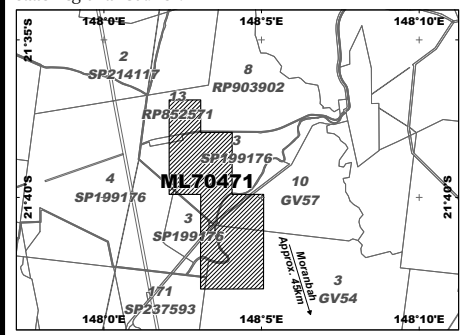 148°0'E
148°5'E
148°10'E
21°35'S
21°35'S
2
SP214117
8
RP903902
13
RP852571
3
SP199176
ML70471
4
SP199176
10
GV57
21°40'S
21°40'S
3
SP199176
Moranbah
Approx. 45km
3
GV54
171
SP237593
148°0'E
148°5'E
148°10'E